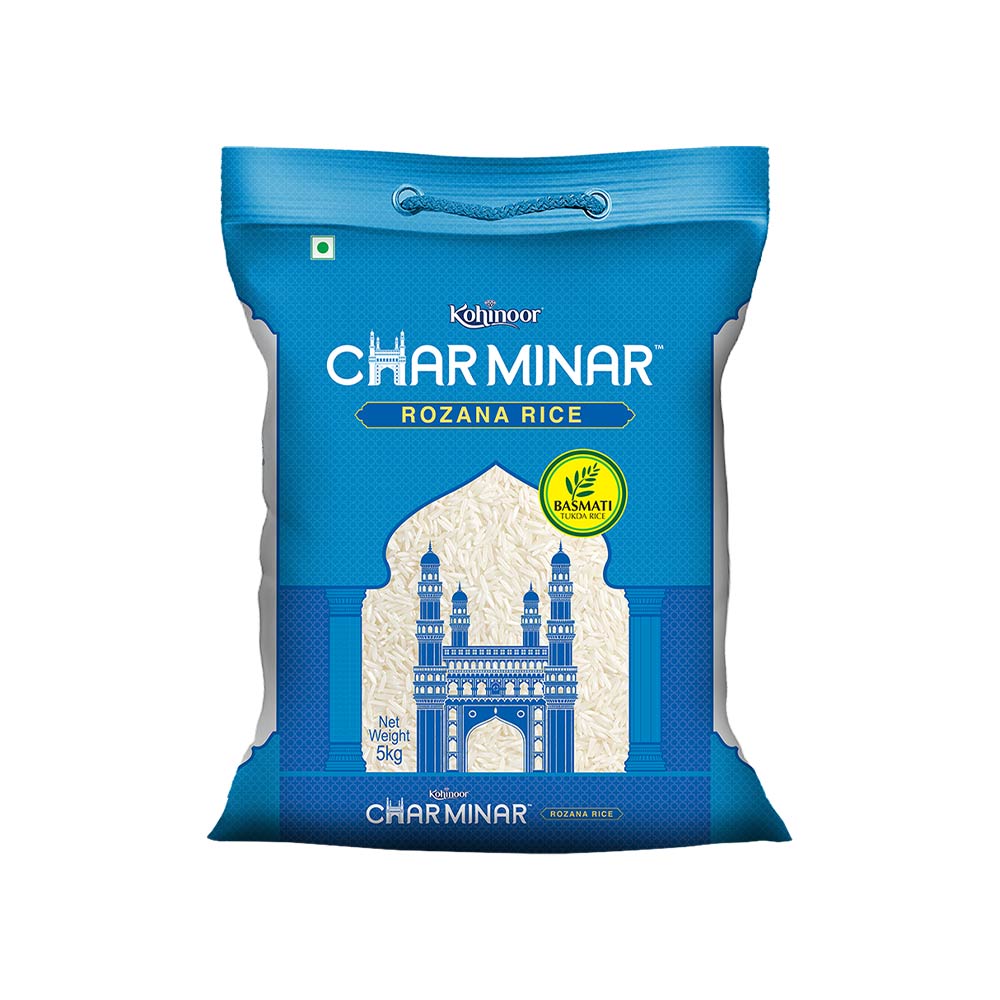 Kohinoor
CHARMINAR™
ROZANA RICE
BASMATI
TUKDA RICE
Net
Weight
5kg
Kohinoor
CHARMINAR™
ROZANA RICE